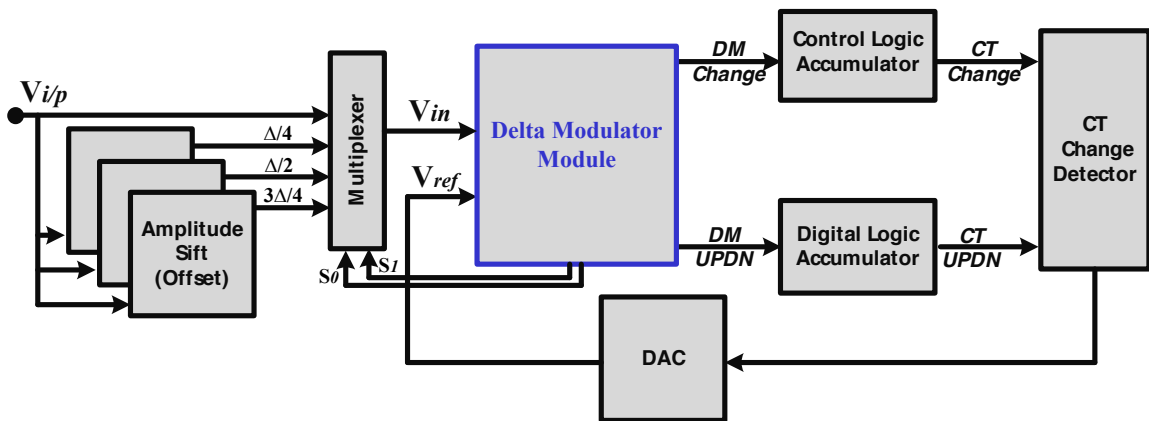 Vi/p
Δ/4
Δ/2
3Δ/4
Amplitude
Sift
(Offset)
Multiplexer
S0
S1
Vin
Vref
Delta Modulator
Module
DM
Change
DM
UPDN
Control Logic
Accumulator
Digital Logic
Accumulator
CT
Change
CT
UPDN
CT
Change
Detector
DAC